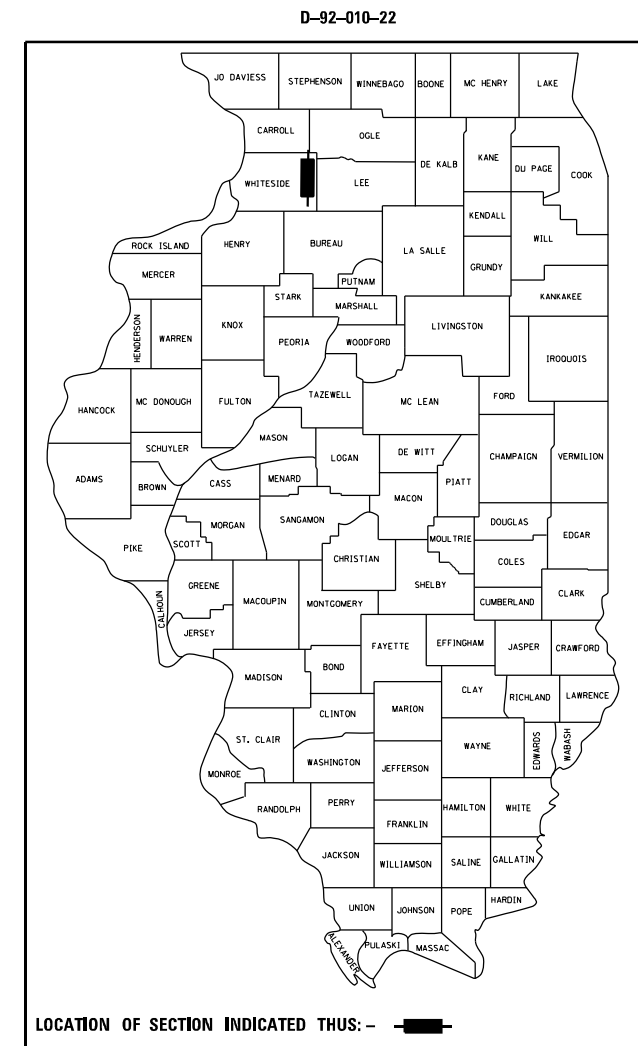 D-92-010-22
JO DAVIESS
STEPHENSON
WINNEBAGO
BOONE
MC HENRY
LAKE
CARROLL
OGLE
WHITESIDE
LEE
DE KALB
KANE
DU PAGE
COOK
KENDALL
WILL
ROCK ISLAND
HENRY
BUREAU
LA SALLE
GRUNDY
MERCER
PUTNAM
STARK
MARSHALL
KANKAKEE
HENDERSON
WARREN
KNOX
PEORIA
WOODFORD
LIVINGSTON
IROQUOIS
HANCOCK
MC DONOUGH
FULTON
TAZEWELL
MC LEAN
FORD
SCHUYLER
MASON
LOGAN
DE WITT
CHAMPAIGN
VERMILION
ADAMS
BROWN
CASS
MENARD
PIATT
MACON
PIKE
SCOTT
MORGAN
SANGAMON
CHRISTIAN
MOULTRIE
DOUGLAS
EDGAR
COLES
CALHOUN
GREENE
MACOUPIN
MONTGOMERY
SHELBY
CUMBERLAND
CLARK
JERSEY
FAYETTE
EFFINGHAM
JASPER
CRAWFORD
MADISON
BOND
CLAY
RICHLAND
LAWRENCE
CLINTON
MARION
ST. CLAIR
WAYNE
EDWARDS
WABASH
MONROE
WASHINGTON
JEFFERSON
RANDOLPH
PERRY
HAMILTON
WHITE
FRANKLIN
JACKSON
WILLIAMSON
SALINE
GALLATIN
UNION
JOHNSON
POPE
HARDIN
ALEXANDER
PULASKI
MASSAC
LOCATION OF SECTION INDICATED THUS: -